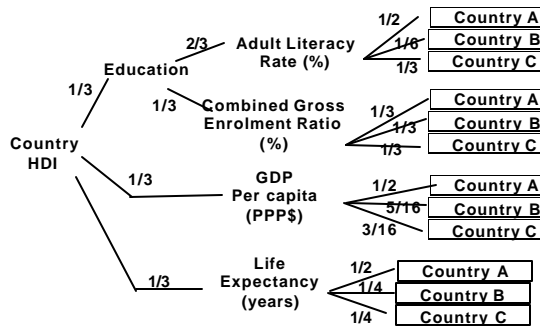 1/2
Country A
2/3
Adult Literacy
Rate (%)
1/6
Country B
Education
1/3
Country C
1/3
1/3
Combined Gross
Enrolment Ratio
(%)
1/3
Country A
1/3
Country B
1/3
Country C
Country
HDI
1/3
GDP
Per capita
(PPP$)
1/2
Country A
5/16
Country B
3/16
Country C
1/3
Life
Expectancy
(years)
1/2
Country A
1/4
Country B
1/4
Country C